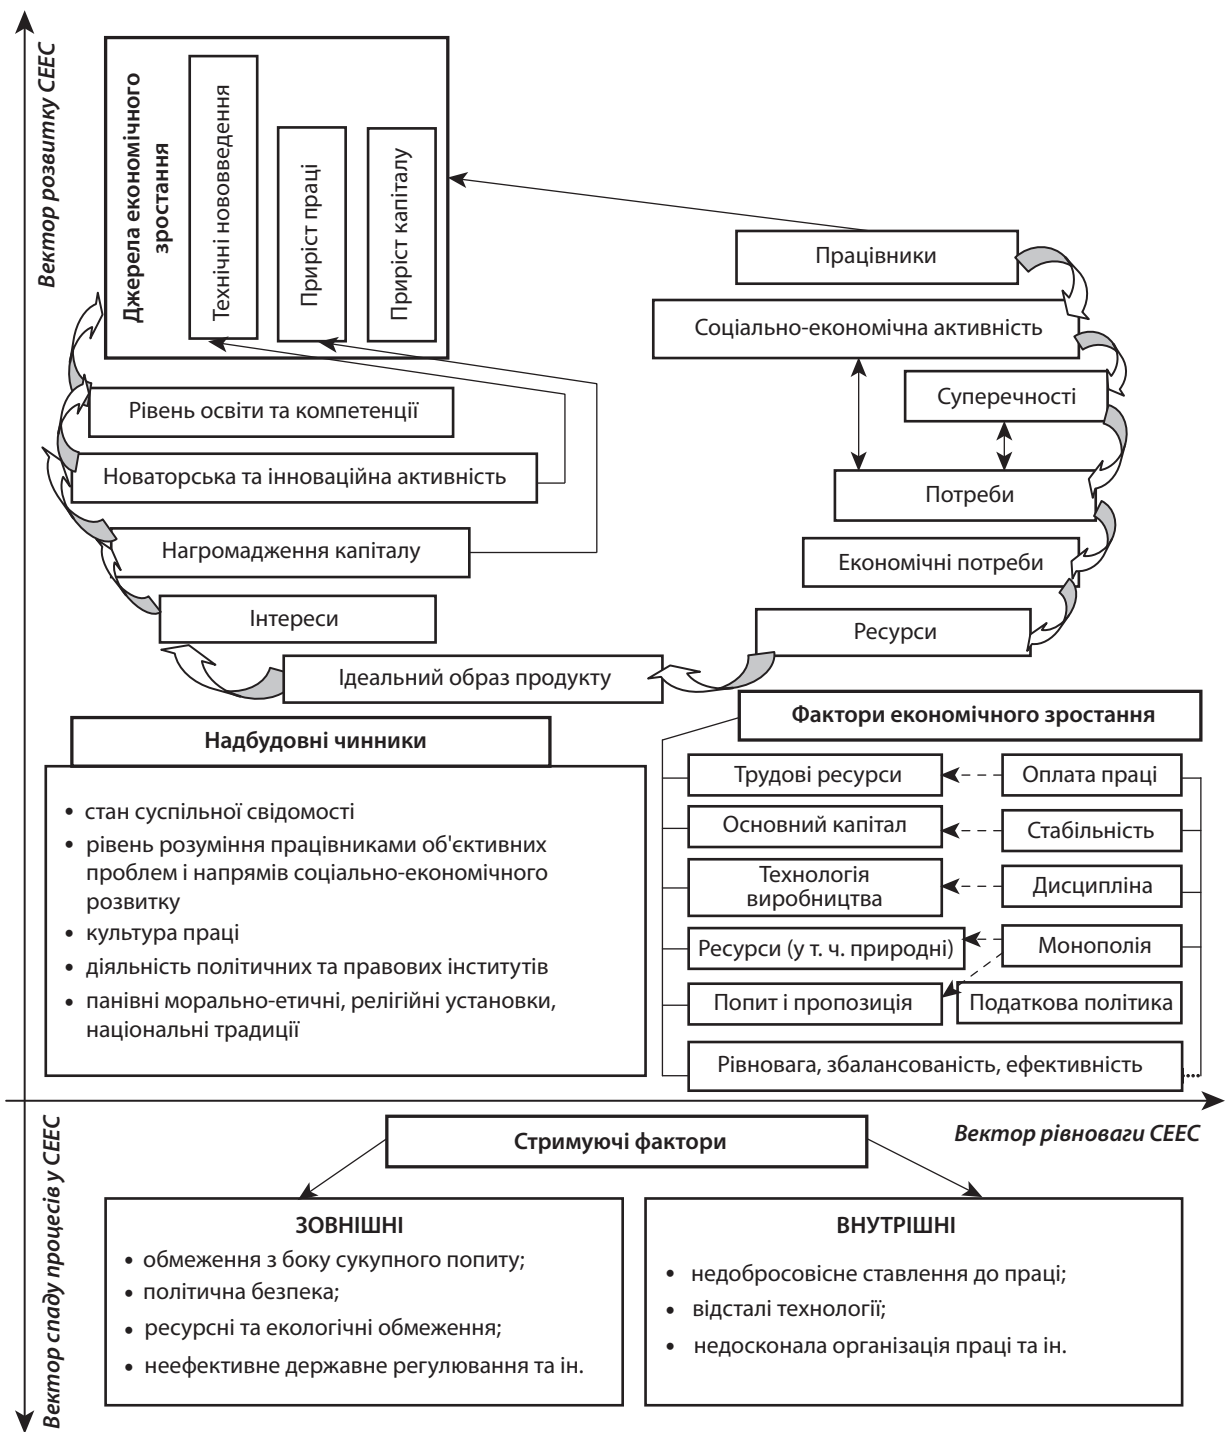 Вектор розвитку СЕЕС
Джерела економічного
зростання
Технічні нововведення
Приріст праці
Приріст капіталу
Працівники
Соціально-економічна активність
Суперечності
Потреби
Економічні потреби
Ресурси
Ідеальний образ продукту
Інтереси
Нагромадження капіталу
Новаторська та інноваційна активність
Рівень освіти та компетенції
Надбудовні чинники
• стан суспільної свідомості
• рівень розуміння працівниками об'єктивних
проблем і напрямів соціально-економічного
розвитку
• культура праці
• діяльність політичних та правових інститутів
• панівні морально-етичні, релігійні установки,
національні традиції
Фактори економічного зростання
Трудові ресурси
Оплата праці
Основний капітал
Стабільність
Технологія
виробництва
Дисципліна
Ресурси (у т. ч. природні)
Монополія
Попит і пропозиція
Податкова політика
Рівновага, збалансованість, ефективність
Вектор рівноваги СЕЕС
Вектор спаду процесів у СЕЕС
Стримуючі фактори
ЗОВНІШНІ
• обмеження з боку сукупного попиту;
• політична безпека;
• ресурсні та екологічні обмеження;
• неефективне державне регулювання та ін.
ВНУТРІШНІ
• недобросовісне ставлення до праці;
• відсталі технології;
• недосконала організація праці та ін.